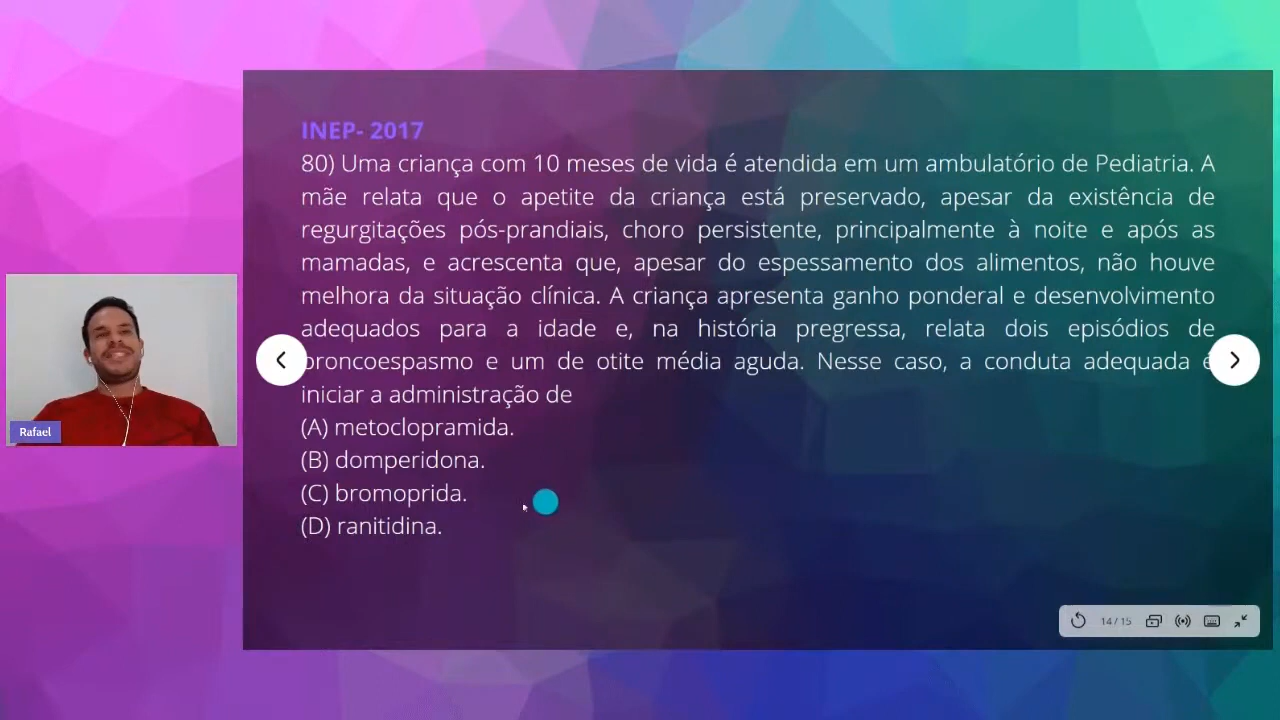 INEP- 2017
80) Uma criança com 10 meses de vida é atendida em um ambulatório de Pediatria. A
mãe relata que o apetite da criança está preservado, apesar da existência de
regurgitações pós-prandiais, choro persistente, principalmente à noite e após as
mamadas, e acrescenta que, apesar do espessamento dos alimentos, não houve
melhora da situação clínica. A criança apresenta ganho ponderal e desenvolvimento
adequados para a idade e, na história pregressa, relata dois episódios de
broncoespasmo e um de otite média aguda. Nesse caso, a conduta adequada é
iniciar a administração de
(A) metoclopramida.
(B) domperidona.
(C) bromoprida.
(D) ranitidina.
Rafael
14/15